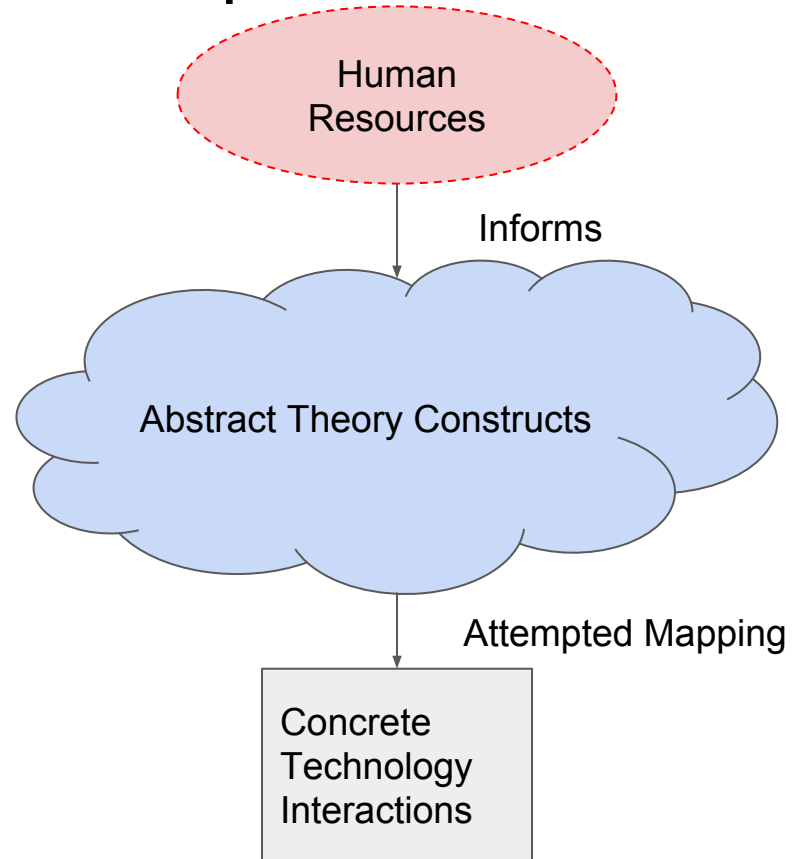 Human
Resources
Informs
Abstract Theory Constructs
Attempted Mapping
Concrete
Technology
Interactions